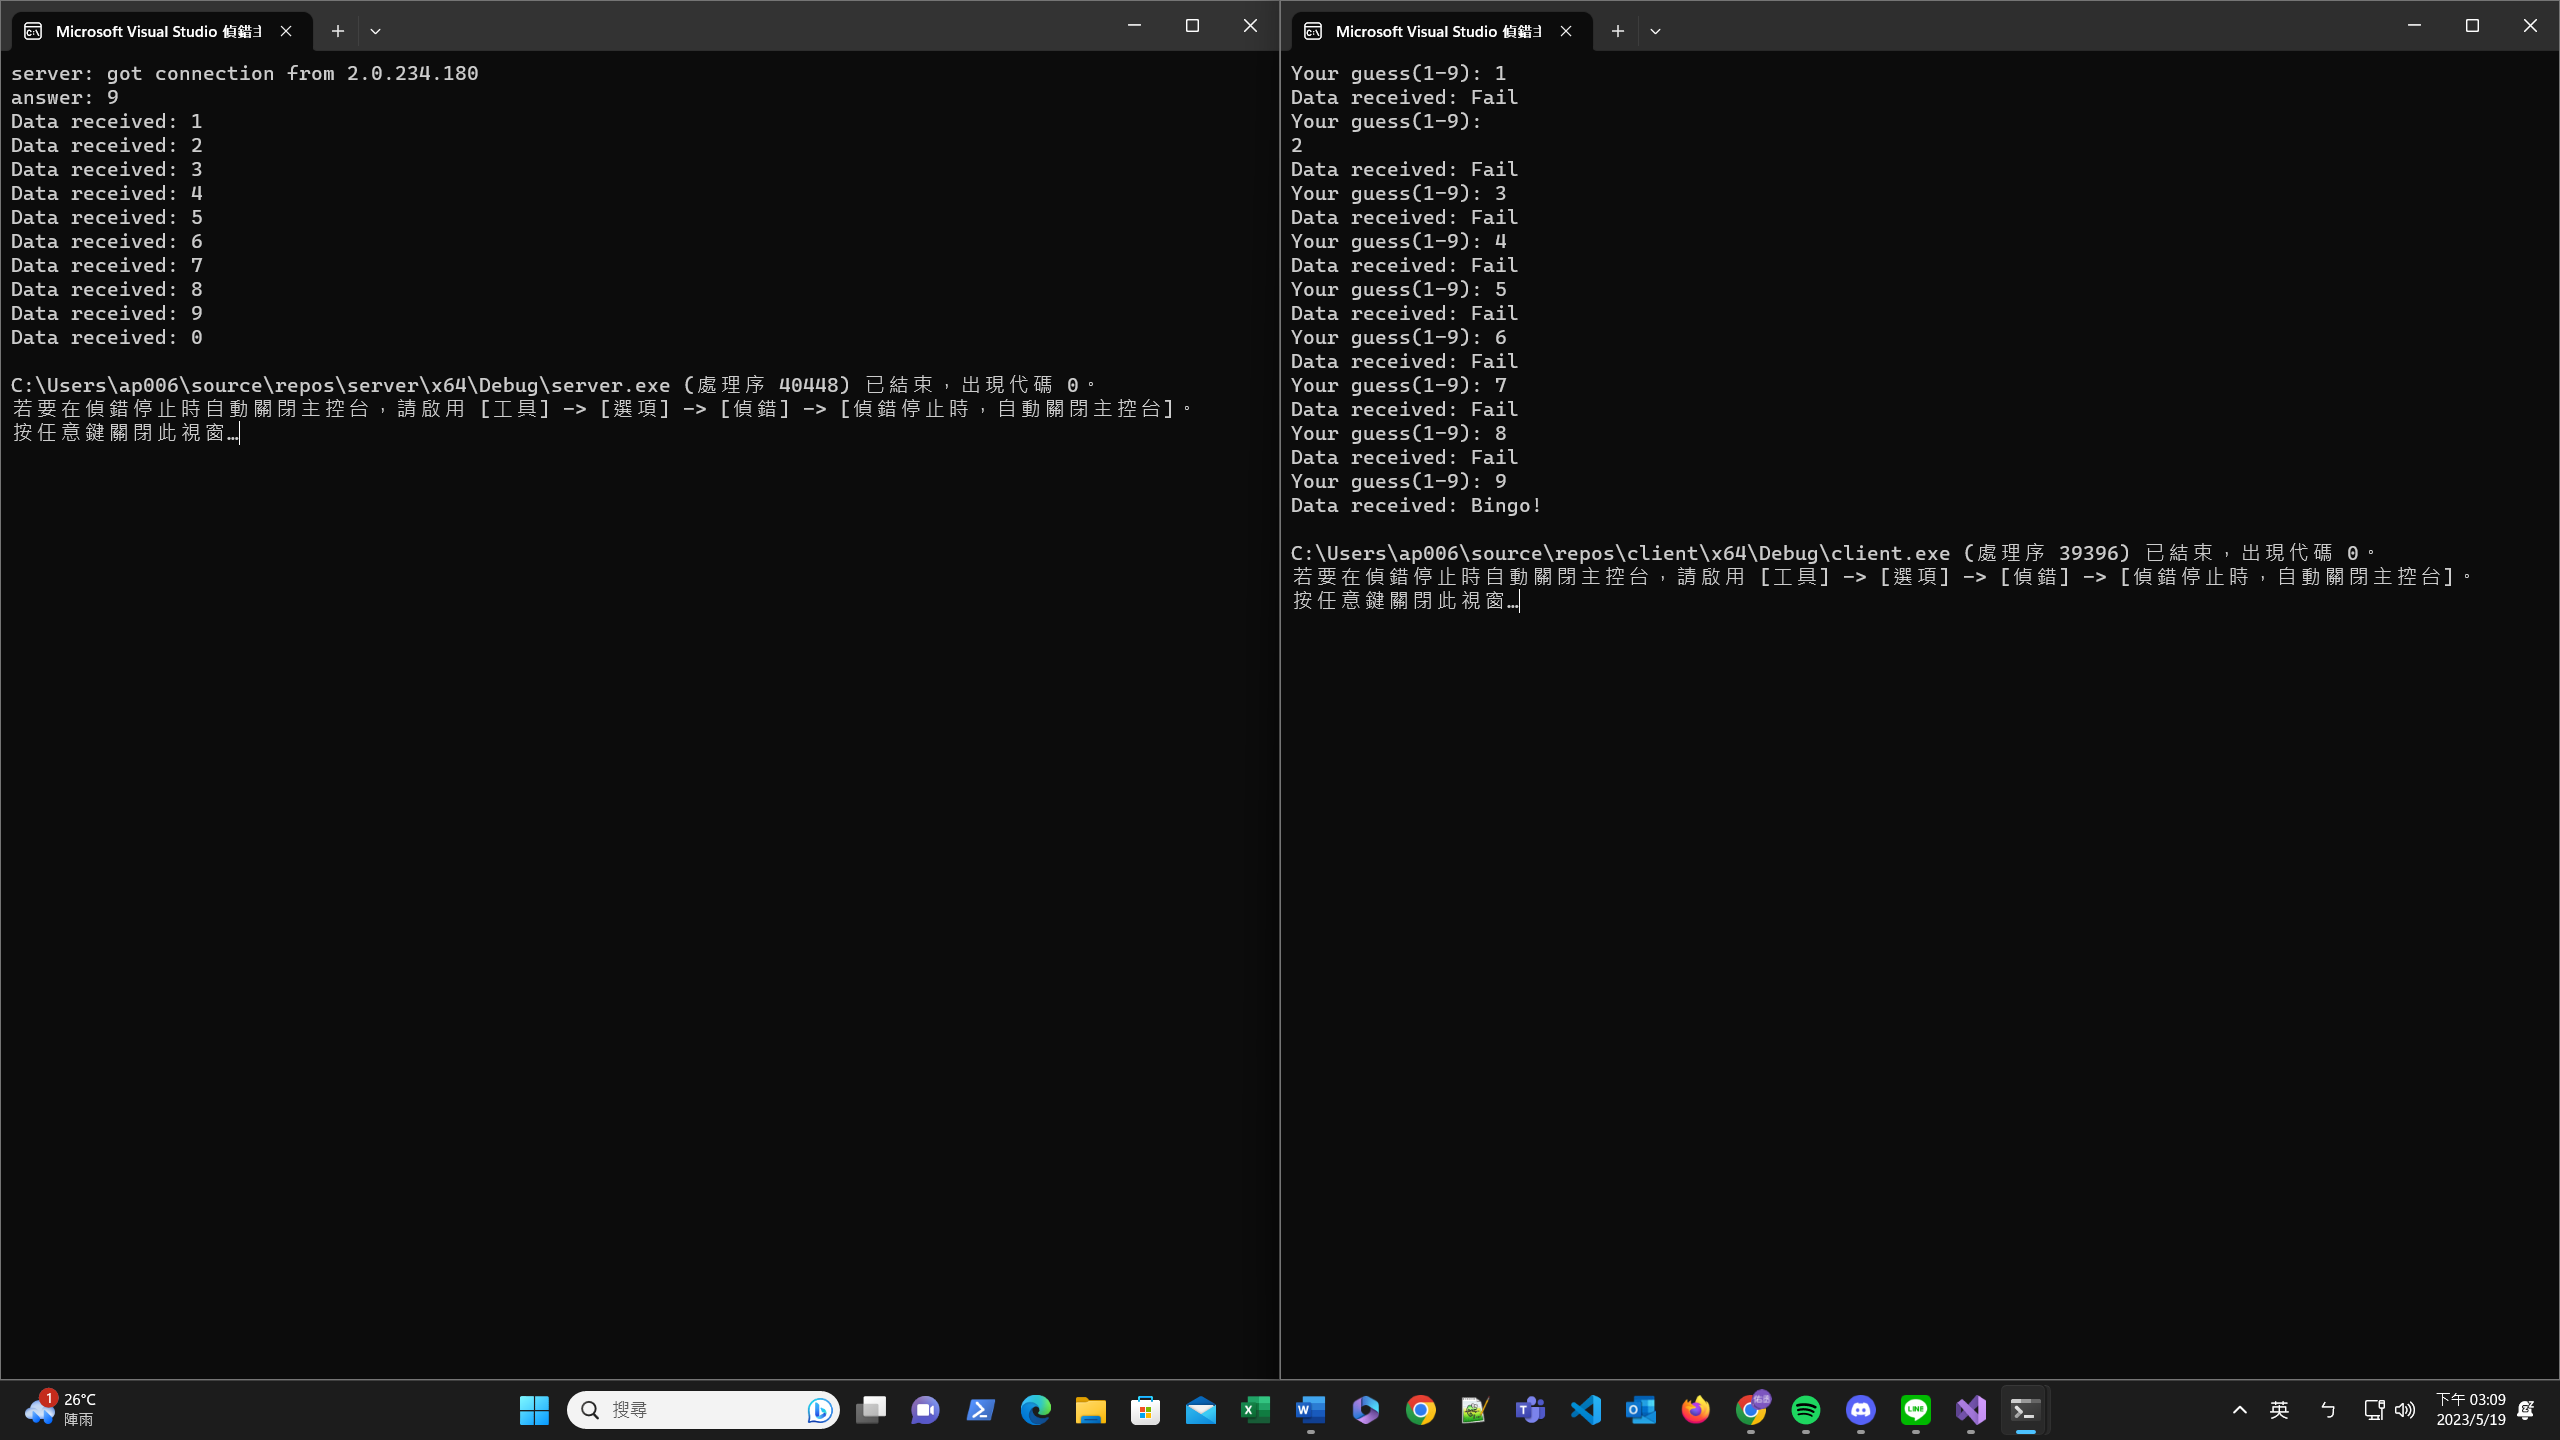 Microsoft Visual Studio 偵錯主
server: got connection from 2.0.234.180
answer: 9
Data received: 1
Data received: 2
Data received: 3
Data received: 4
Data received: 5
Data received: 6
Data received: 7
Data received: 8
Data received: 9
Data received: 0
C:\Users\ap006\source\repos\server\x64\Debug\server.exe (處理序 40448) 已結束，出現代碼 0。
若要在偵錯停止時自動關閉主控台，請啟用 [工具] -> [選項] -> [偵錯] -> [偵錯停止時，自動關閉主控台]。
按任意鍵關閉此視窗…
Microsoft Visual Studio 偵錯主
Your guess(1-9): 1
Data received: Fail
Your guess(1-9):
2
Data received: Fail
Your guess(1-9): 3
Data received: Fail
Your guess(1-9): 4
Data received: Fail
Your guess(1-9): 5
Data received: Fail
Your guess(1-9): 6
Data received: Fail
Your guess(1-9): 7
Data received: Fail
Your guess(1-9): 8
Data received: Fail
Your guess(1-9): 9
Data received: Bingo!
C:\Users\ap006\source\repos\client\x64\Debug\client.exe (處理序 39396) 已結束，出現代碼 0。
若要在偵錯停止時自動關閉主控台，請啟用 [工具] -> [選項] -> [偵錯] -> [偵錯停止時，自動關閉主控台]。
按任意鍵關閉此視窗…
1
26°C
陣雨
搜尋
英
ㄅ
下午 03:09
2023/5/19